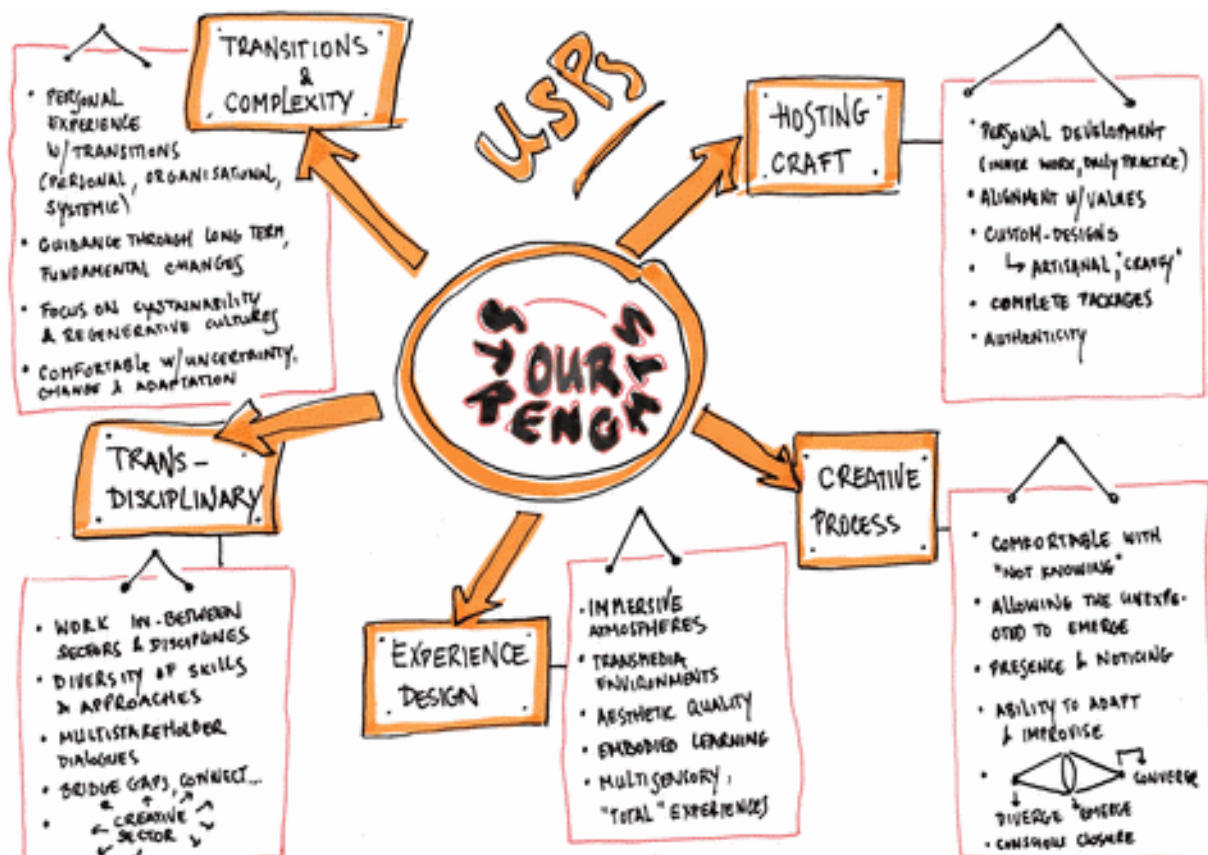 USPs
OUR
STRENGHTS
TRANSITIONS
&
COMPLEXITY
• PERSONAL
EXPERIENCE
W/TRANSITIONS
(PERSONAL, ORGANISATIONAL,
SYSTEMIC)
• GUIDANCE THROUGH LONG TERM,
FUNDAMENTAL CHANGES
• FOCUS ON SUSTAINABILITY
& REGENERATIVE CULTURES
• COMFORTABLE W/UNCERTAINTY,
CHANGE & ADAPTATION
HOSTING
CRAFT
• PERSONAL DEVELOPMENT
(INNER WORK, DAILY PRACTICE)
• ALIGNMENT W/VALUES
• CUSTOM-DESIGNS
• ↳ ARTISANAL, "CRAFTY"
• COMPLETE PACKAGES
• AUTHENTICITY
TRANS-
DISCIPLINARY
• WORK IN-BETWEEN
SECTORS & DISCIPLINES
• DIVERSITY OF SKILLS
& APPROACHES
• MULTISTAKEHOLDER
DIALOGUES
• BRIDGE GAPS, CONNECT...
• CREATIVE
SECTOR
EXPERIENCE
DESIGN
• IMMERSIVE
ATMOSPHERES
• TRANSMEDIA
ENVIRONMENTS
• AESTHETIC QUALITY
• EMBODIED LEARNING
• MULTISENSORY,
"TOTAL" EXPERIENCES
CREATIVE
PROCESS
• COMFORTABLE WITH
"NOT KNOWING"
• ALLOWING THE UNEXPE-
CTED TO EMERGE
• PRESENCE & NOTICING
• ABILITY TO ADAPT
& IMPROVISE
• CONVERGE
DIVERGE EMERGE
• CONSCIOUS CLOSURE